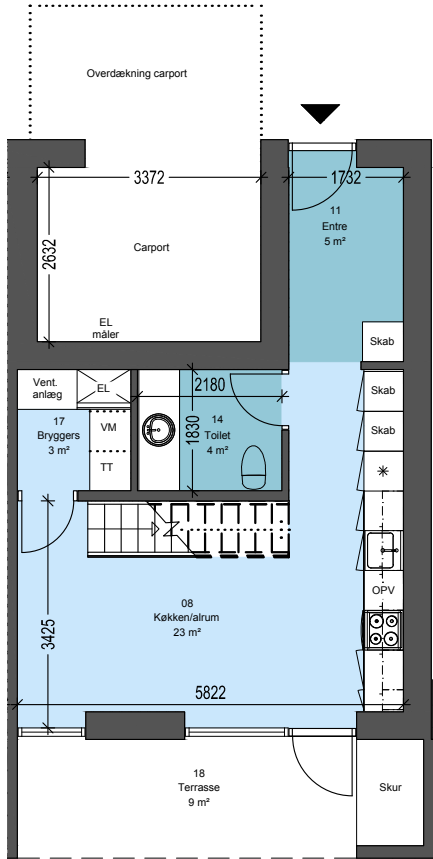 Overdækning carport
3372
1732
11
Entre
5 m²
2632
Carport
EL
måler
Skab
Vent.
anlæg
EL
2180
Skab
17
Bryggers
3 m²
VM
1830
14
Toilet
4 m²
Skab
TT
OPV
08
Køkken/alrum
23 m²
3425
5822
18
Terrasse
9 m²
Skur